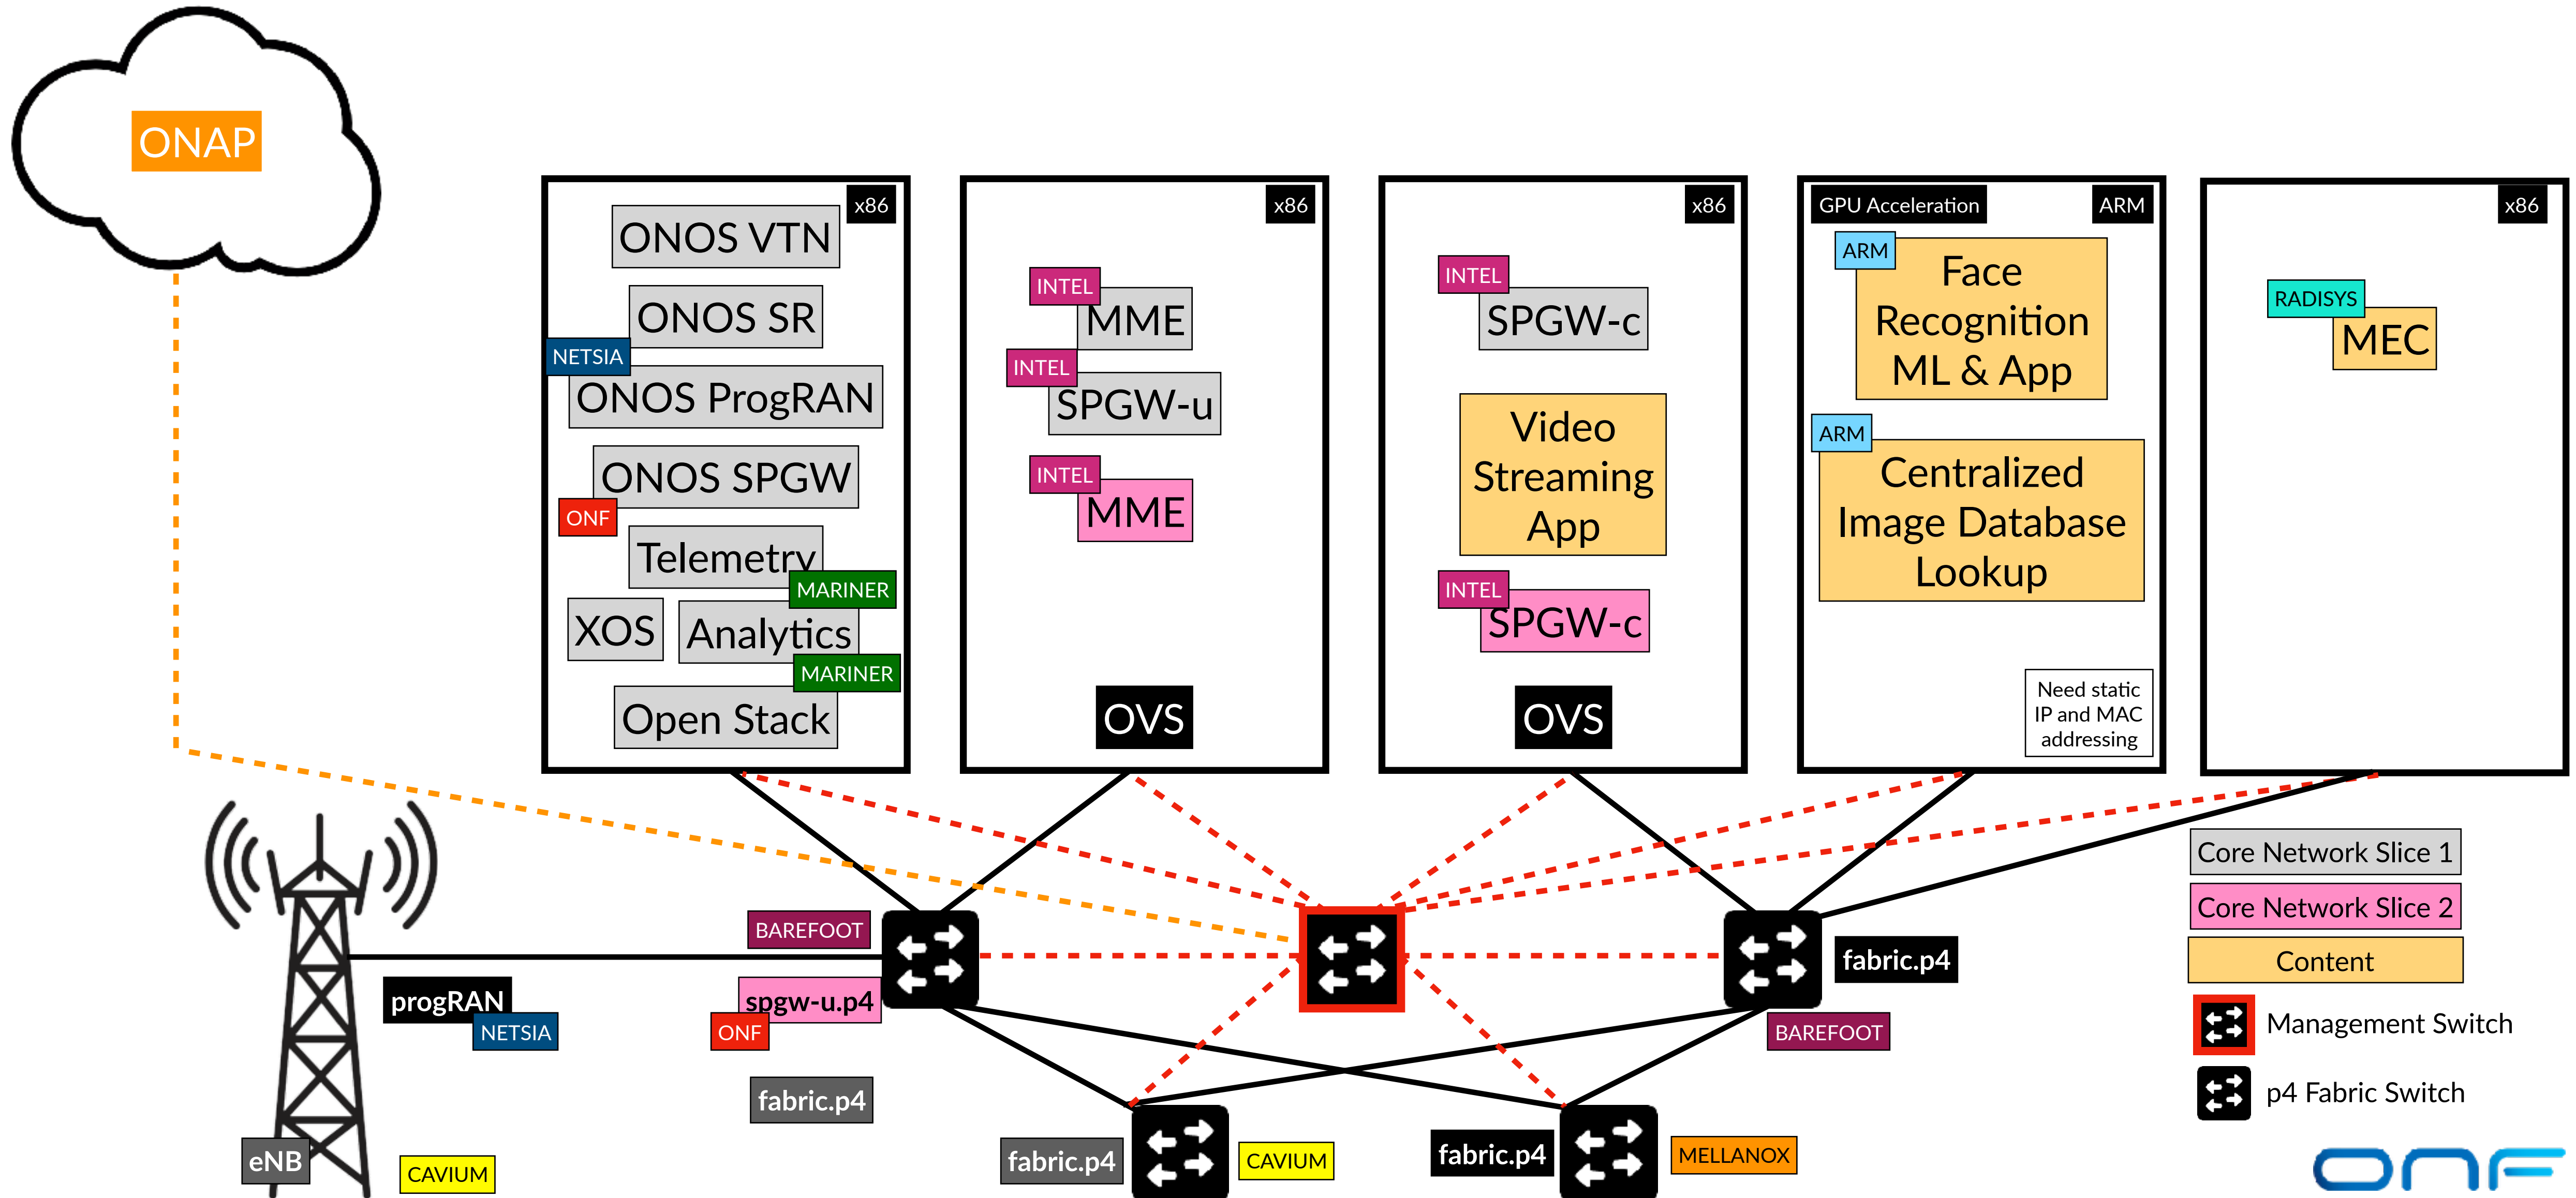 ONAP
x86
ONOS VTN
ONOS SR
NETSIA
ONOS ProgRAN
ONOS SPGW
ONF
Telemetry
MARINER
XOS
Analytics
MARINER
Open Stack
x86
INTEL
MME
INTEL
SPGW-u
INTEL
MME
OVS
x86
INTEL
SPGW-c
Video
Streaming
App
INTEL
SPGW-c
OVS
GPU Acceleration
ARM
ARM
Face
Recognition
ML & App
ARM
Centralized
Image Database
Lookup
Need static
IP and MAC
addressing
x86
RADISYS
MEC
BAREFOOT
progRAN
NETSIA
spgw-u.p4
ONF
fabric.p4
eNB
CAVIUM
fabric.p4
BAREFOOT
fabric.p4
CAVIUM
fabric.p4
MELLANOX
Core Network Slice 1
Core Network Slice 2
Content
Management Switch
p4 Fabric Switch
ONF